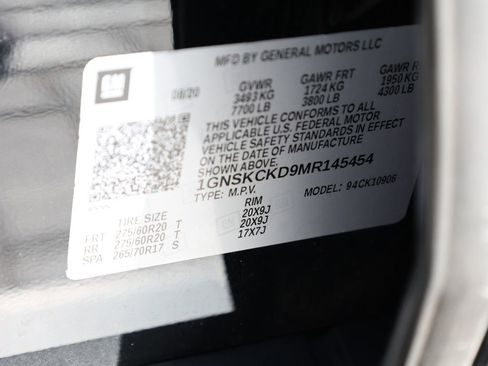 MFD BY GENERAL MOTORS LLC
GM
08/20 GVWR GAWR FRT GAWR
3493 KG 1724 KG 1950 KG
7700 LB 3800 LB 4300 LB
THIS VEHICLE CONFORMS TO ALL
APPLICABLE U.S. FEDERAL MOTOR
VEHICLE SAFETY STANDARDS IN EFFECT
ON THE DATE OF MANUFACTURE
SHOWN ABOVE.
1GNSKCKD9MR145454
TYPE: M.P.V. MODEL: 94CK10906
TIRE SIZE RIM
FRT 275/60R20 T 20X9J
RR 275/60R20 T 20X9J
SPA 265/70R17 S 17X7J